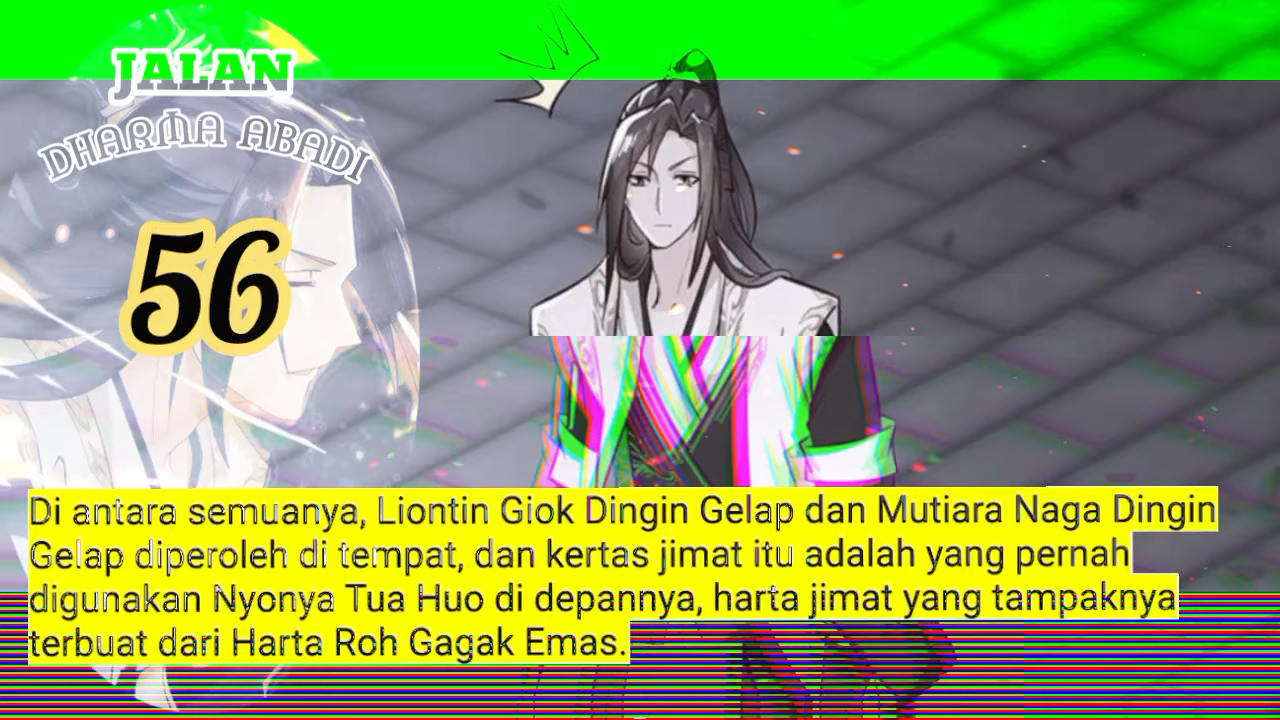 JALAN
DHARMA ABADI
56
Di antara semuanya, Liontin Giok Dingin Gelap dan Mutiara Naga Dingin
Gelap diperoleh di tempat, dan kertas jimat itu adalah yang pernah
digunakan Nyonya Tua Huo di depannya, harta jimat yang tampaknya
terbuat dari Harta Roh Gagak Emas.